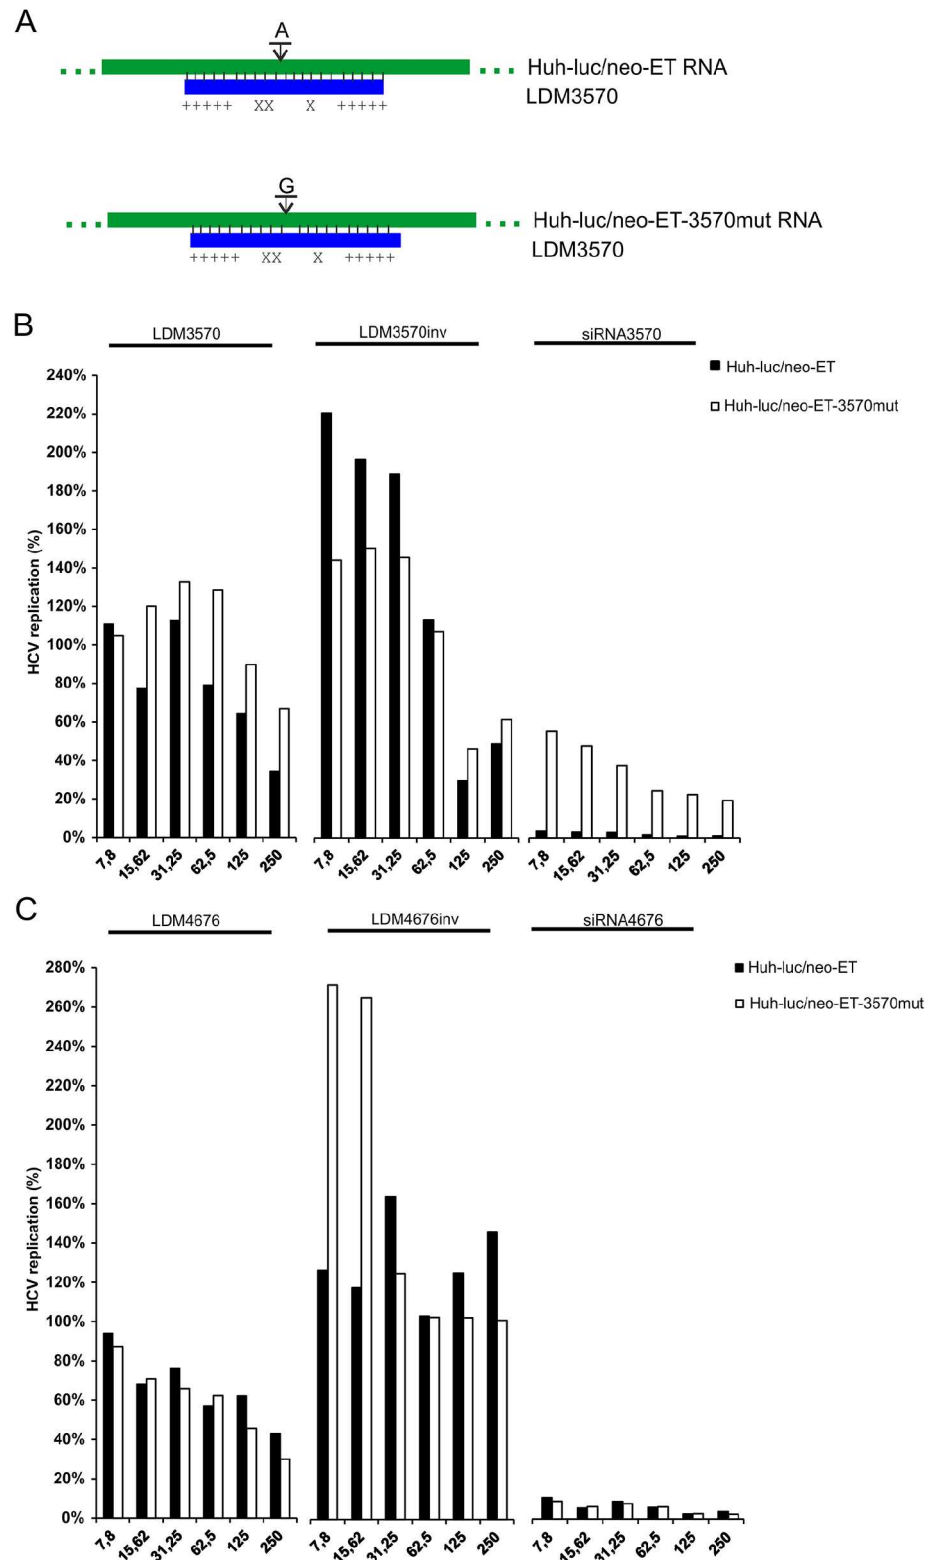 A
A
Huh-luc/neo-ET RNA
LDM3570
+++++ XX X +++++
G
Huh-luc/neo-ET-3570mut RNA
LDM3570
+++++ XX X +++++
B
LDM3570 LDM3570inv siRNA3570
Huh-luc/neo-ET
Huh-luc/neo-ET-3570mut
HCV replication (%)
240%
220%
200%
180%
160%
140%
120%
100%
80%
60%
40%
20%
0%
7,8 15,62 31,25 62,5 125 250 7,8 15,62 31,25 62,5 125 250 7,8 15,62 31,25 62,5 125 250
C
LDM4676 LDM4676inv siRNA4676
Huh-luc/neo-ET
Huh-luc/neo-ET-3570mut
HCV replication (%)
280%
260%
240%
220%
200%
180%
160%
140%
120%
100%
80%
60%
40%
20%
0%
7,8 15,62 31,25 62,5 125 250 7,8 15,62 31,25 62,5 125 250 7,8 15,62 31,25 62,5 125 250